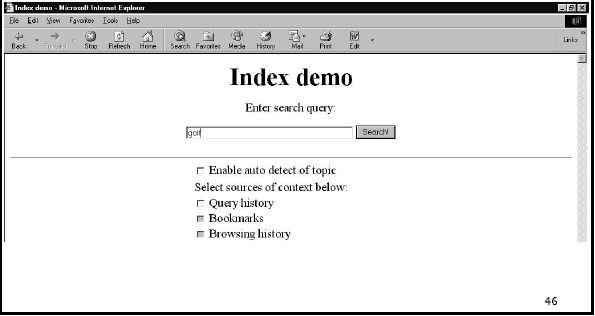 Index demo - Microsoft Internet Explorer
File Edit View Favorites Tools Help
Back Forward Stop Refresh Home Search Favorites Media History Mail Print Edit Links »
Index demo
Enter search query:
golf Search!
Enable auto detect of topic
Select sources of context below:
Query history
Bookmarks
Browsing history
46